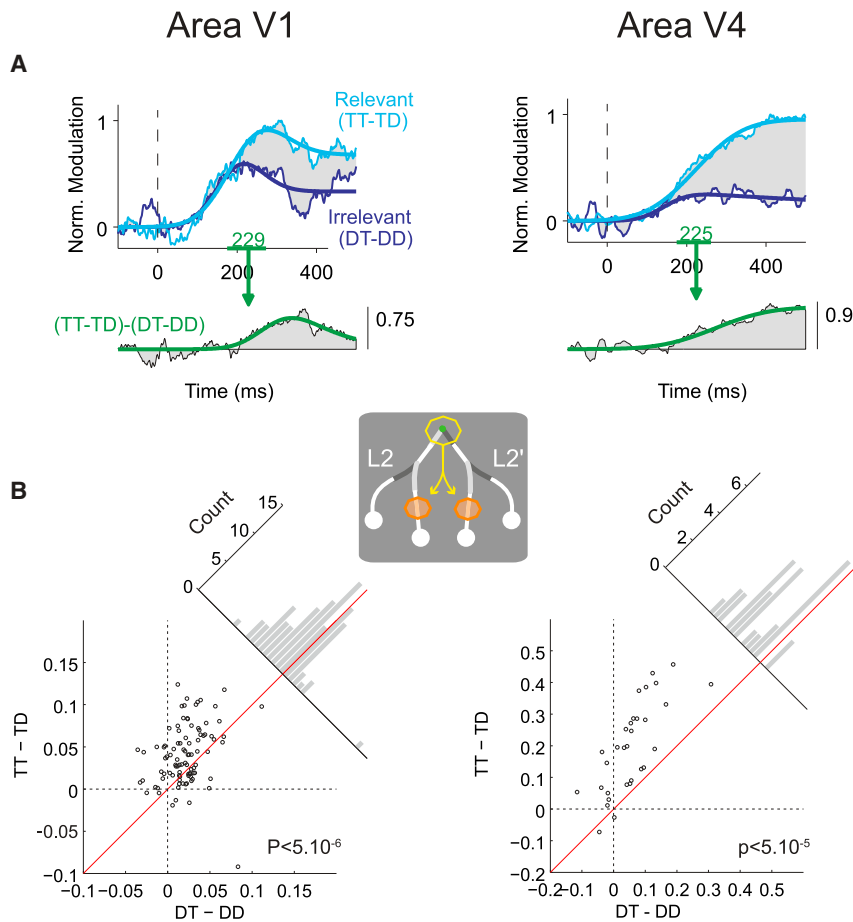 Area V1
Area V4
A
Norm. Modulation
1
0
Relevant
(TT-TD)
Irrelevant
(DT-DD)
229
0
200
400
(TT-TD)-(DT-DD)
0.75
Time (ms)
Norm. Modulation
1
0
225
0
200
400
0.9
Time (ms)
L2
L2'
B
Count
0
5
10
15
TT − TD
0.15
0.1
0.05
0
−0.05
−0.1
P<5.10-6
−0.1
−0.05
0
0.05
0.1
0.15
DT − DD
Count
0
2
4
6
TT − TD
0.5
0.4
0.3
0.2
0.1
0
−0.1
−0.2
p<5.10-5
−0.2
−0.1
0
0.1
0.2
0.3
0.4
0.5
DT - DD